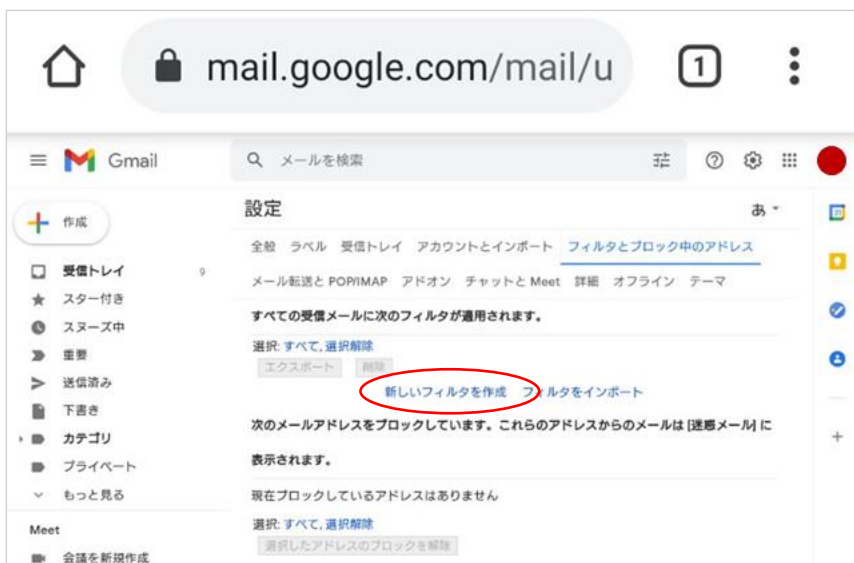 mail.google.com/mail/u
1
Gmail
メールを検索
作成
設定
あ
全般 ラベル 受信トレイ アカウントとインポート フィルタとブロック中のアドレス
メール転送と POP/IMAP アドオン チャットと Meet 詳細 オフライン テーマ
受信トレイ 9
スター付き
スヌーズ中
重要
送信済み
下書き
カテゴリ
プライベート
もっと見る
Meet
会議を新規作成
すべての受信メールに次のフィルタが適用されます。
選択: すべて, 選択解除
エクスポート 削除
新しいフィルタを作成 フィルタをインポート
次のメールアドレスをブロックしています。これらのアドレスからのメールは [迷惑メール] に
表示されます。
現在ブロックしているアドレスはありません
選択: すべて, 選択解除
選択したアドレスのブロックを解除